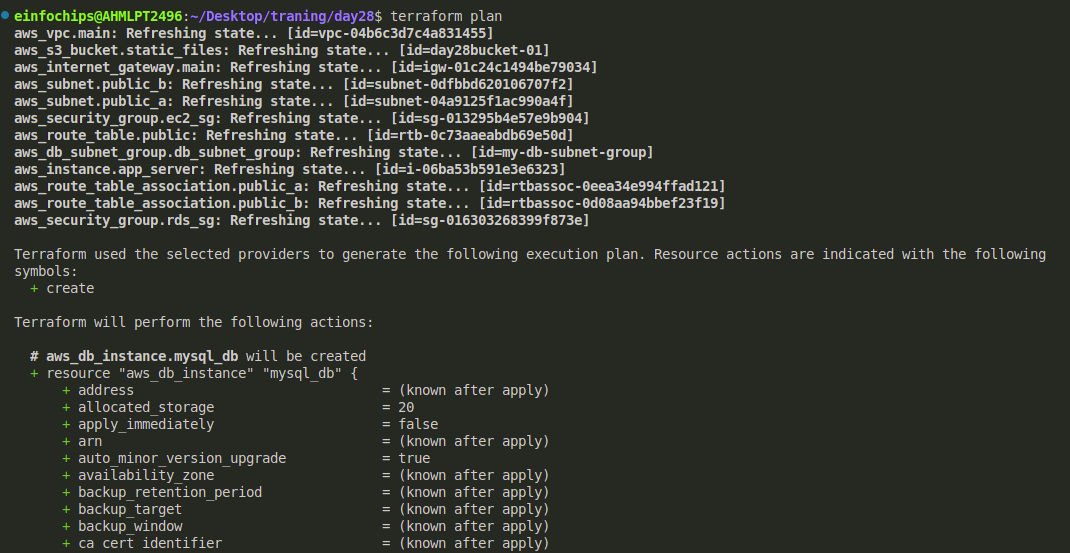 einfochips@AHMLPT2496:~/Desktop/traning/day28$ terraform plan
aws_vpc.main: Refreshing state... [id=vpc-04b6c3d7c4a831455]
aws_s3_bucket.static_files: Refreshing state... [id=day28bucket-01]
aws_internet_gateway.main: Refreshing state... [id=igw-01c24c1494be79034]
aws_subnet.public_b: Refreshing state... [id=subnet-0dfbbd620106707f2]
aws_subnet.public_a: Refreshing state... [id=subnet-04a9125f1ac990a4f]
aws_security_group.ec2_sg: Refreshing state... [id=sg-013295b4e57e9b904]
aws_route_table.public: Refreshing state... [id=rtb-0c73aaeabdb69e50d]
aws_db_subnet_group.db_subnet_group: Refreshing state... [id=my-db-subnet-group]
aws_instance.app_server: Refreshing state... [id=i-06ba53b591e3e6323]
aws_route_table_association.public_a: Refreshing state... [id=rtbassoc-0eea34e994ffad121]
aws_route_table_association.public_b: Refreshing state... [id=rtbassoc-0d08aa94bbef23f19]
aws_security_group.rds_sg: Refreshing state... [id=sg-016303268399f873e]
Terraform used the selected providers to generate the following execution plan. Resource actions are indicated with the following
symbols:
+ create
Terraform will perform the following actions:
# aws_db_instance.mysql_db will be created
+ resource "aws_db_instance" "mysql_db" {
+ address = (known after apply)
+ allocated_storage = 20
+ apply_immediately = false
+ arn = (known after apply)
+ auto_minor_version_upgrade = true
+ availability_zone = (known after apply)
+ backup_retention_period = (known after apply)
+ backup_target = (known after apply)
+ backup_window = (known after apply)
+ ca_cert_identifier = (known after apply)